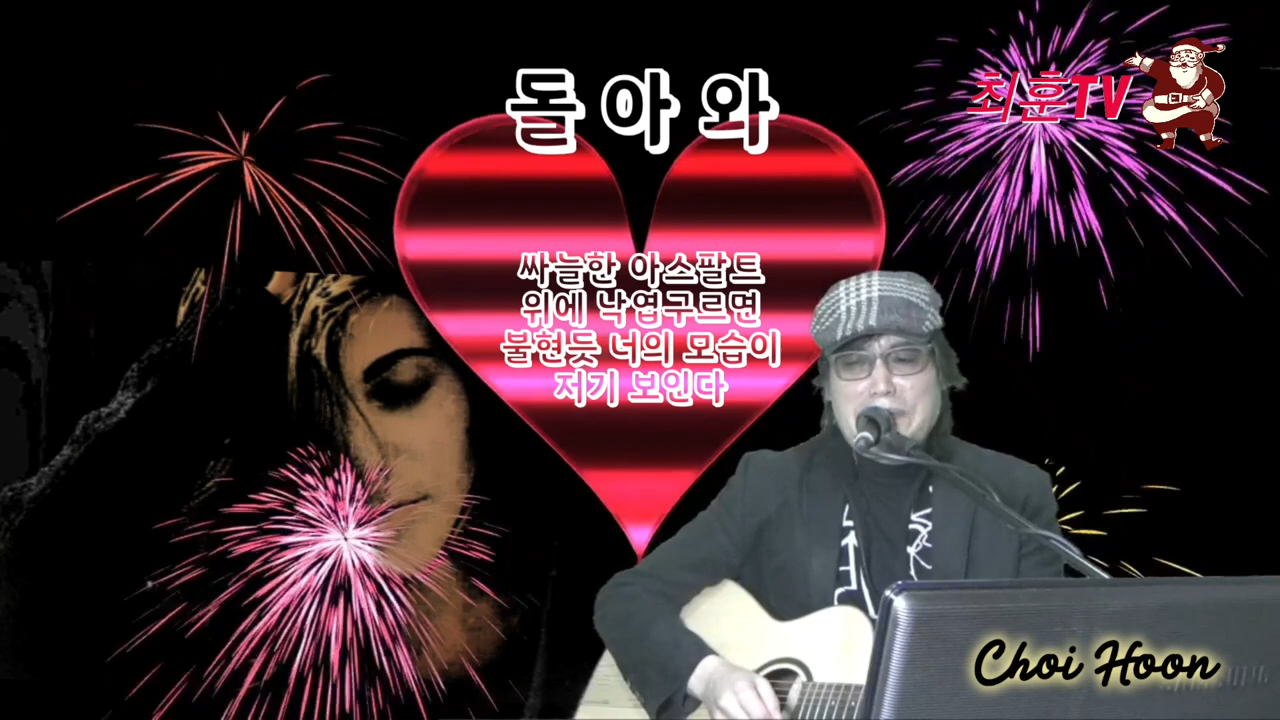 돌아와
최훈TV
싸늘한 아스팔트
위에 낙엽구르면
불현듯 너의 모습이
저기 보인다
Choi Hoon